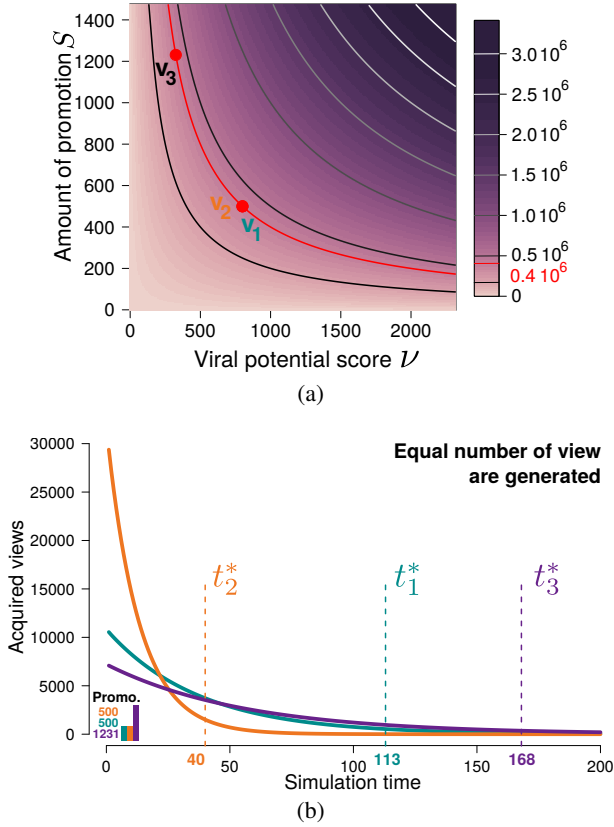 1400
1200
1000
800
600
400
200
0
Amount of promotion S
v3
v2
v1
0
500
1000
1500
2000
Viral potential score ν
3.0 10^6
2.5 10^6
2.0 10^6
1.5 10^6
1.0 10^6
0.5 10^6
0.4 10^6
0
(a)
30000
25000
20000
15000
10000
5000
0
Acquired views
Equal number of view
are generated
t*2
t*1
t*3
Promo.
500
500
1231
0
40
50
100
113
150
168
200
Simulation time
(b)